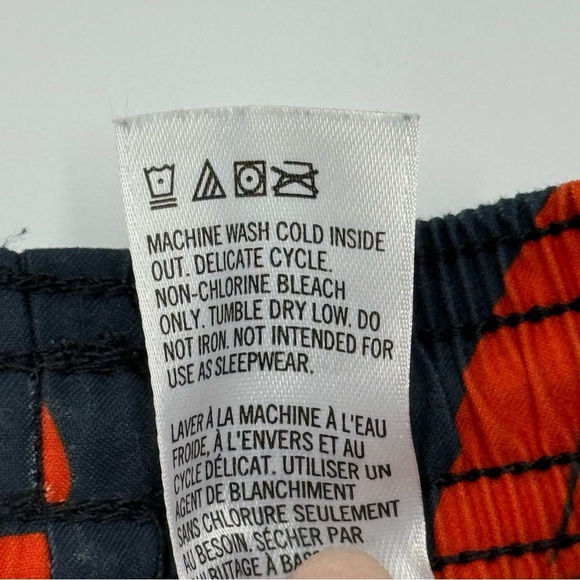 MACHINE WASH COLD INSIDE
OUT. DELICATE CYCLE.
NON-CHLORINE BLEACH
ONLY. TUMBLE DRY LOW. DO
NOT IRON. NOT INTENDED FOR
USE AS SLEEPWEAR.
LAVER À LA MACHINE À L'EAU
FROIDE, À L'ENVERS ET AU
CYCLE DÉLICAT. UTILISER UN
AGENT DE BLANCHIMENT
SANS CHLORURE SEULEMENT
AU BESOIN. SÉCHER PAR
CULBUTAGE À